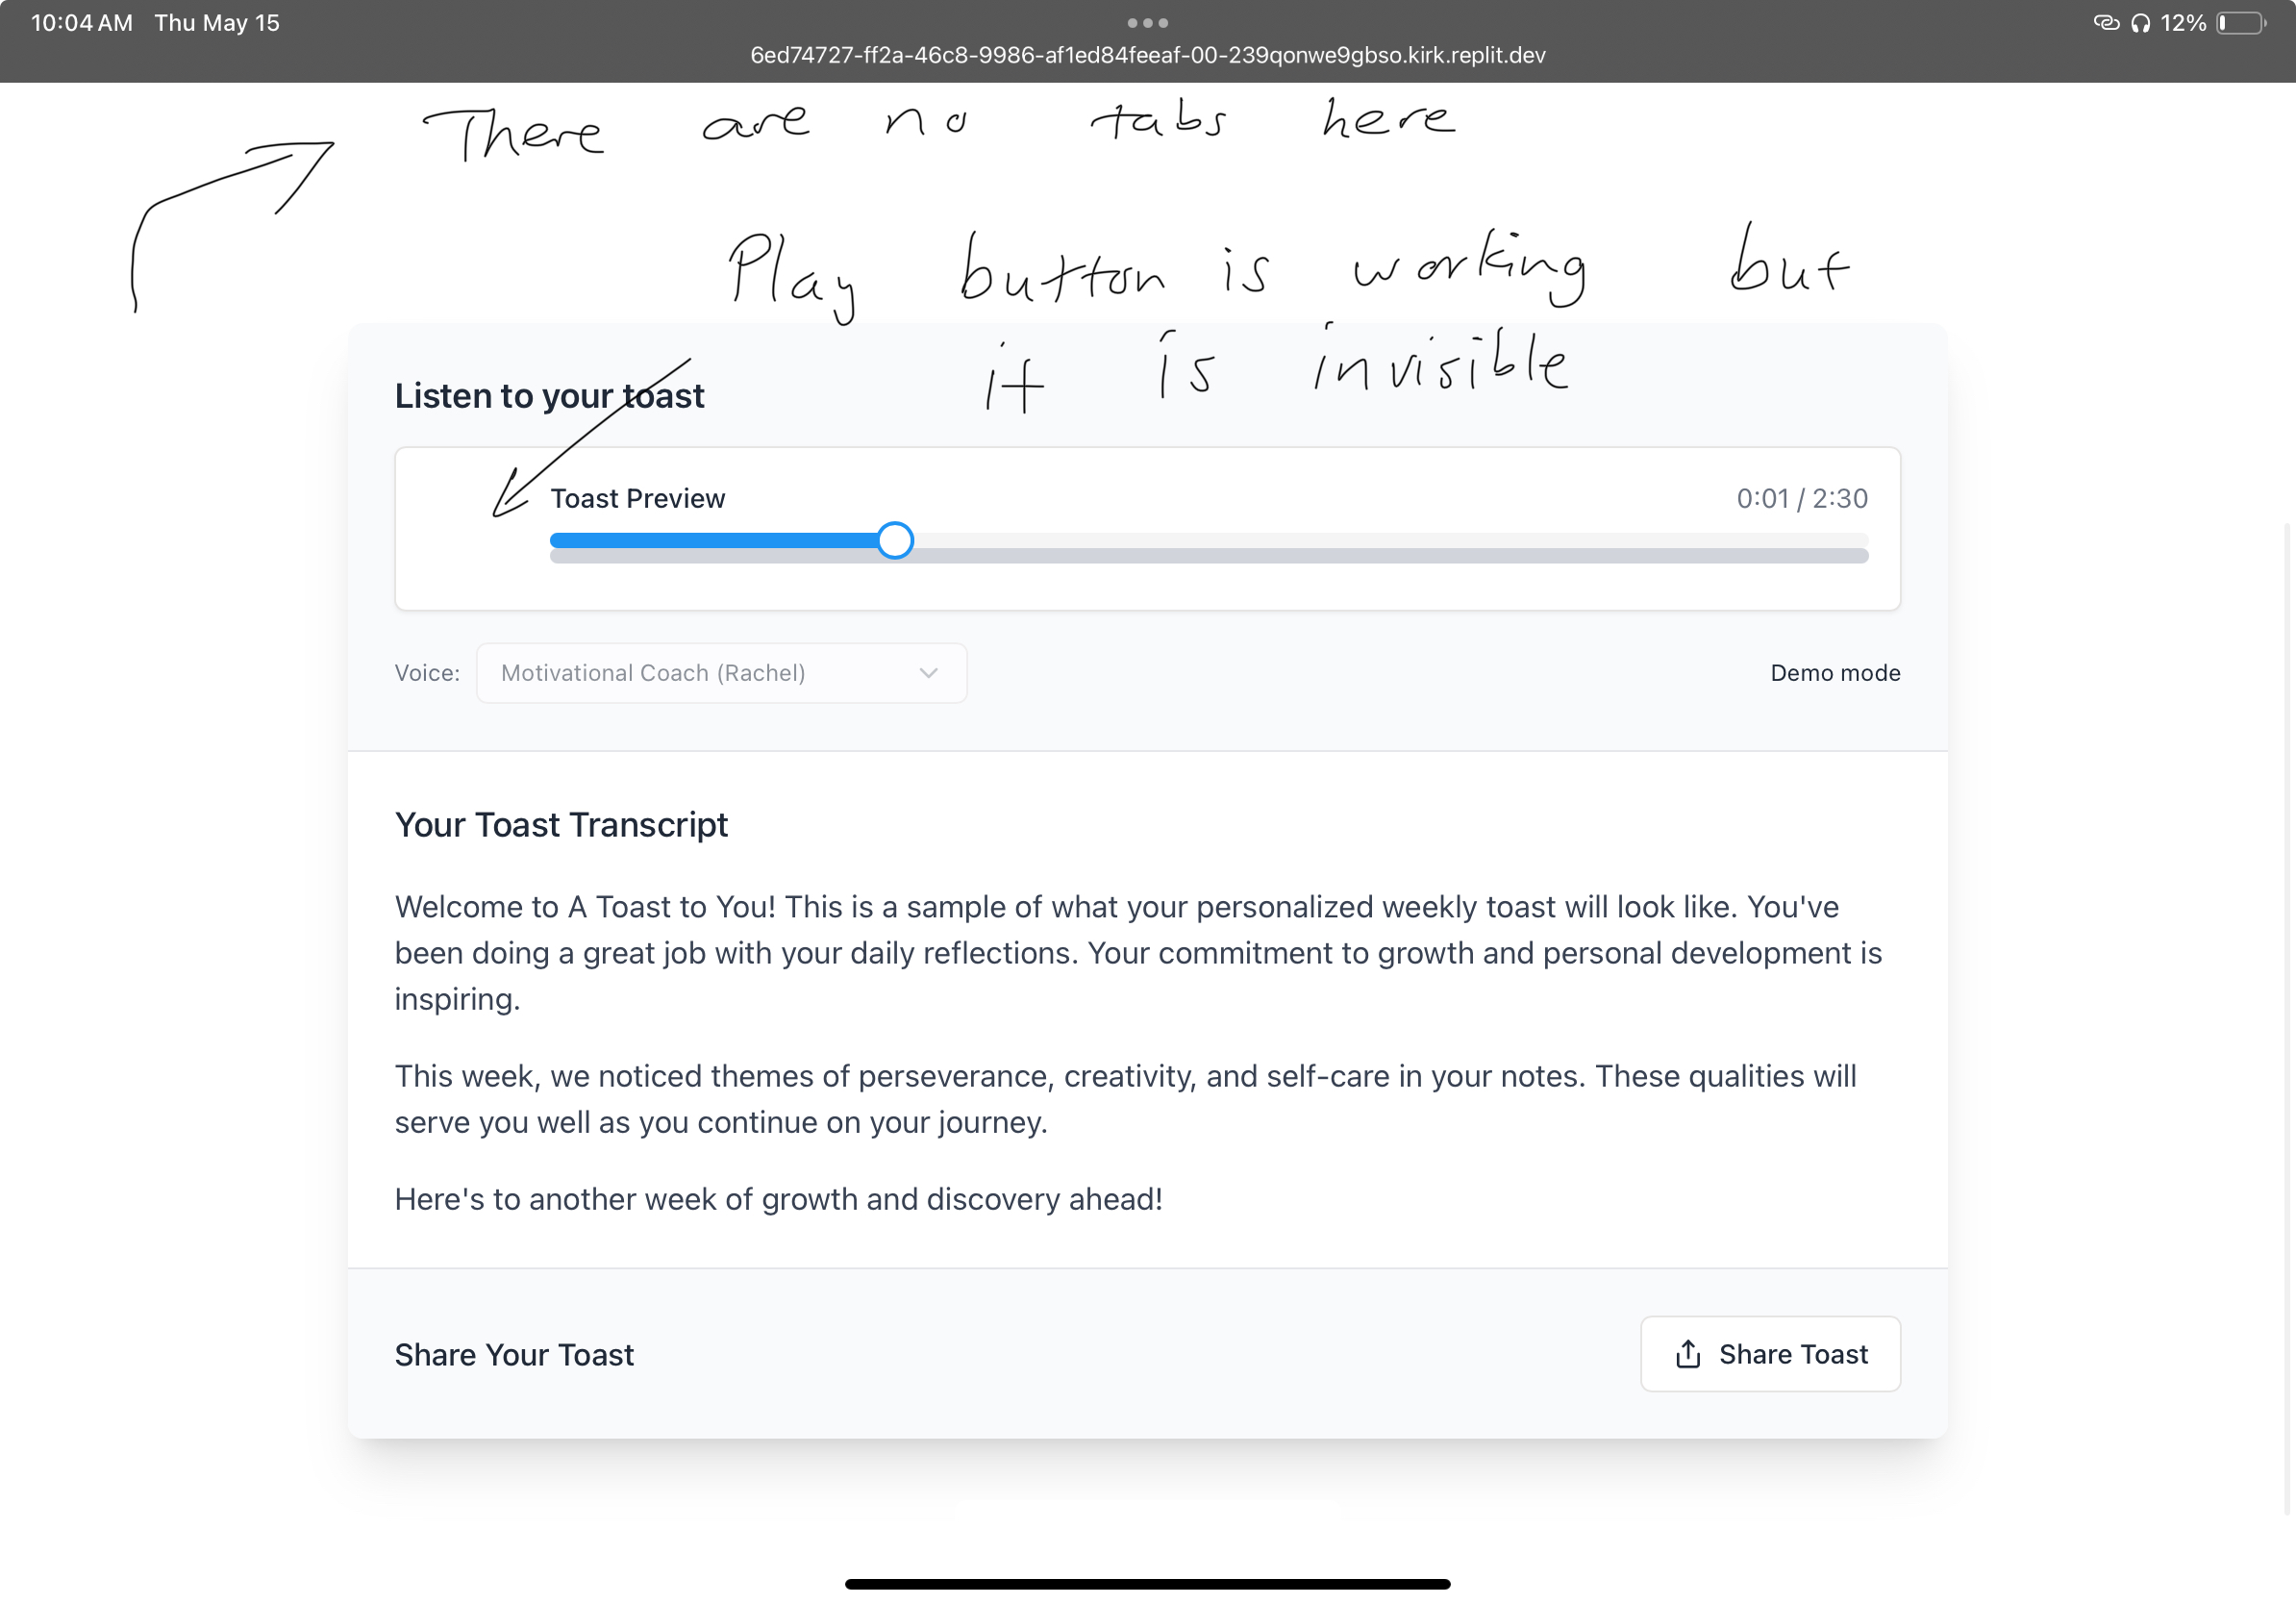 10:04 AM Thu May 15
12%
6ed74727-ff2a-46c8-9986-af1ed84feeaf-00-239qonwe9gbso.kirk.replit.dev
There are no tabs here
Play button is working but
it is invisible
Listen to your toast
Toast Preview
0:01 / 2:30
Voice: Motivational Coach (Rachel)
Demo mode
Your Toast Transcript
Welcome to A Toast to You! This is a sample of what your personalized weekly toast will look like. You've
been doing a great job with your daily reflections. Your commitment to growth and personal development is
inspiring.
This week, we noticed themes of perseverance, creativity, and self-care in your notes. These qualities will
serve you well as you continue on your journey.
Here's to another week of growth and discovery ahead!
Share Your Toast
Share Toast